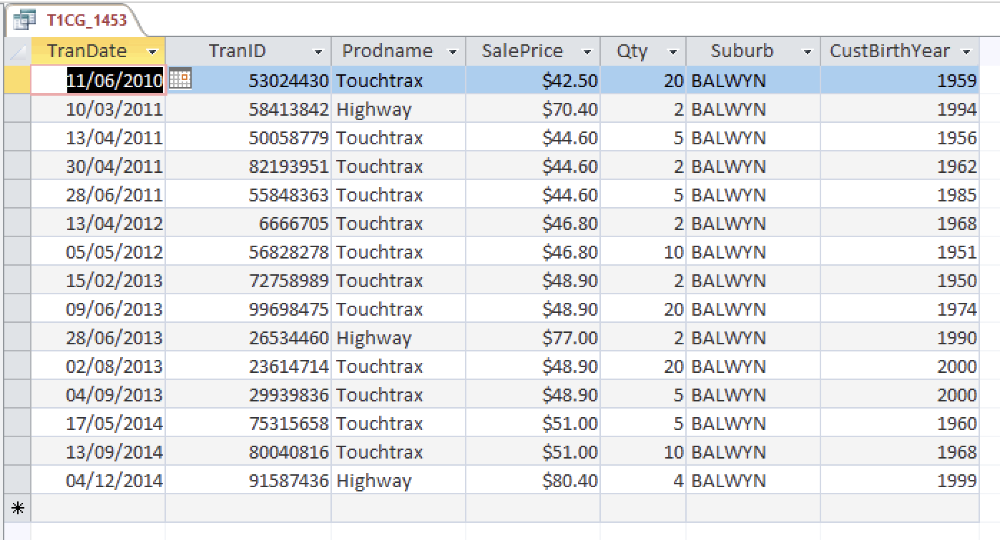 T1CG_1453
TranDate TranID Prodname SalePrice Qty Suburb CustBirthYear
11/06/2010 53024430 Touchtrax $42.50 20 BALWYN 1959
10/03/2011 58413842 Highway $70.40 2 BALWYN 1994
13/04/2011 50058779 Touchtrax $44.60 5 BALWYN 1956
30/04/2011 82193951 Touchtrax $44.60 2 BALWYN 1962
28/06/2011 55848363 Touchtrax $44.60 5 BALWYN 1985
13/04/2012 6666705 Touchtrax $46.80 2 BALWYN 1968
05/05/2012 56828278 Touchtrax $46.80 10 BALWYN 1951
15/02/2013 72758989 Touchtrax $48.90 2 BALWYN 1950
09/06/2013 99698475 Touchtrax $48.90 20 BALWYN 1974
28/06/2013 26534460 Highway $77.00 2 BALWYN 1990
02/08/2013 23614714 Touchtrax $48.90 20 BALWYN 2000
04/09/2013 29939836 Touchtrax $48.90 5 BALWYN 2000
17/05/2014 75315658 Touchtrax $51.00 5 BALWYN 1960
13/09/2014 80040816 Touchtrax $51.00 10 BALWYN 1968
04/12/2014 91587436 Highway $80.40 4 BALWYN 1999